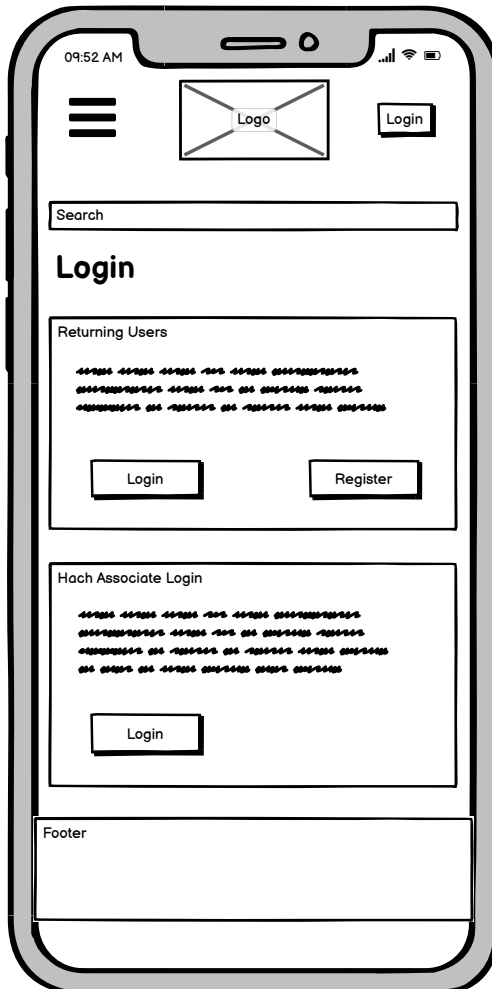 09:52 AM
Logo
Login
Search
Login
Returning Users
Login
Register
Hach Associate Login
Login
Footer